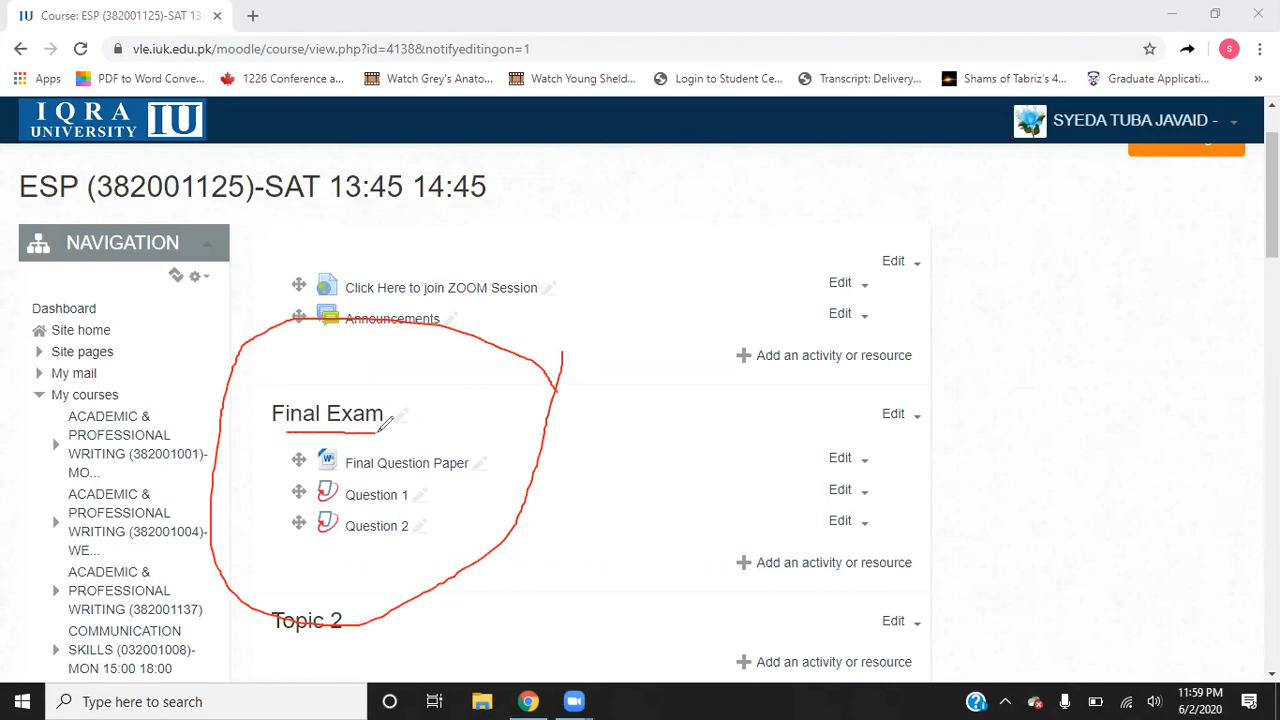 IU Course: ESP (382001125)-SAT 13
vle.iuk.edu.pk/moodle/course/view.php?id=4138&notifyediting​on=1
S
Apps
PDF to Word Conve...
1226 Conference a...
Watch Grey's Anato...
Watch Young Sheld...
Login to Student Ce...
Transcript: Delivery...
Shams of Tabriz's 4...
Graduate Applicati...
»
IQRA
UNIVERSITY IU
SYEDA TUBA JAVAID -
ESP (382001125)-SAT 13:45 14:45
NAVIGATION
Dashboard
Site home
Site pages
My mail
My courses
ACADEMIC &
PROFESSIONAL
WRITING (382001001)-
MO...
ACADEMIC &
PROFESSIONAL
WRITING (382001004)-
WE...
ACADEMIC &
PROFESSIONAL
WRITING (382001137)
COMMUNICATION
SKILLS (032001008)-
MON 15:00 18:00
Edit
Click Here to join ZOOM Session Edit
Announcements Edit
Add an activity or resource
Final Exam Edit
Final Question Paper Edit
Question 1 Edit
Question 2 Edit
Add an activity or resource
Topic 2 Edit
Add an activity or resource
Type here to search
11:59 PM
6/2/2020